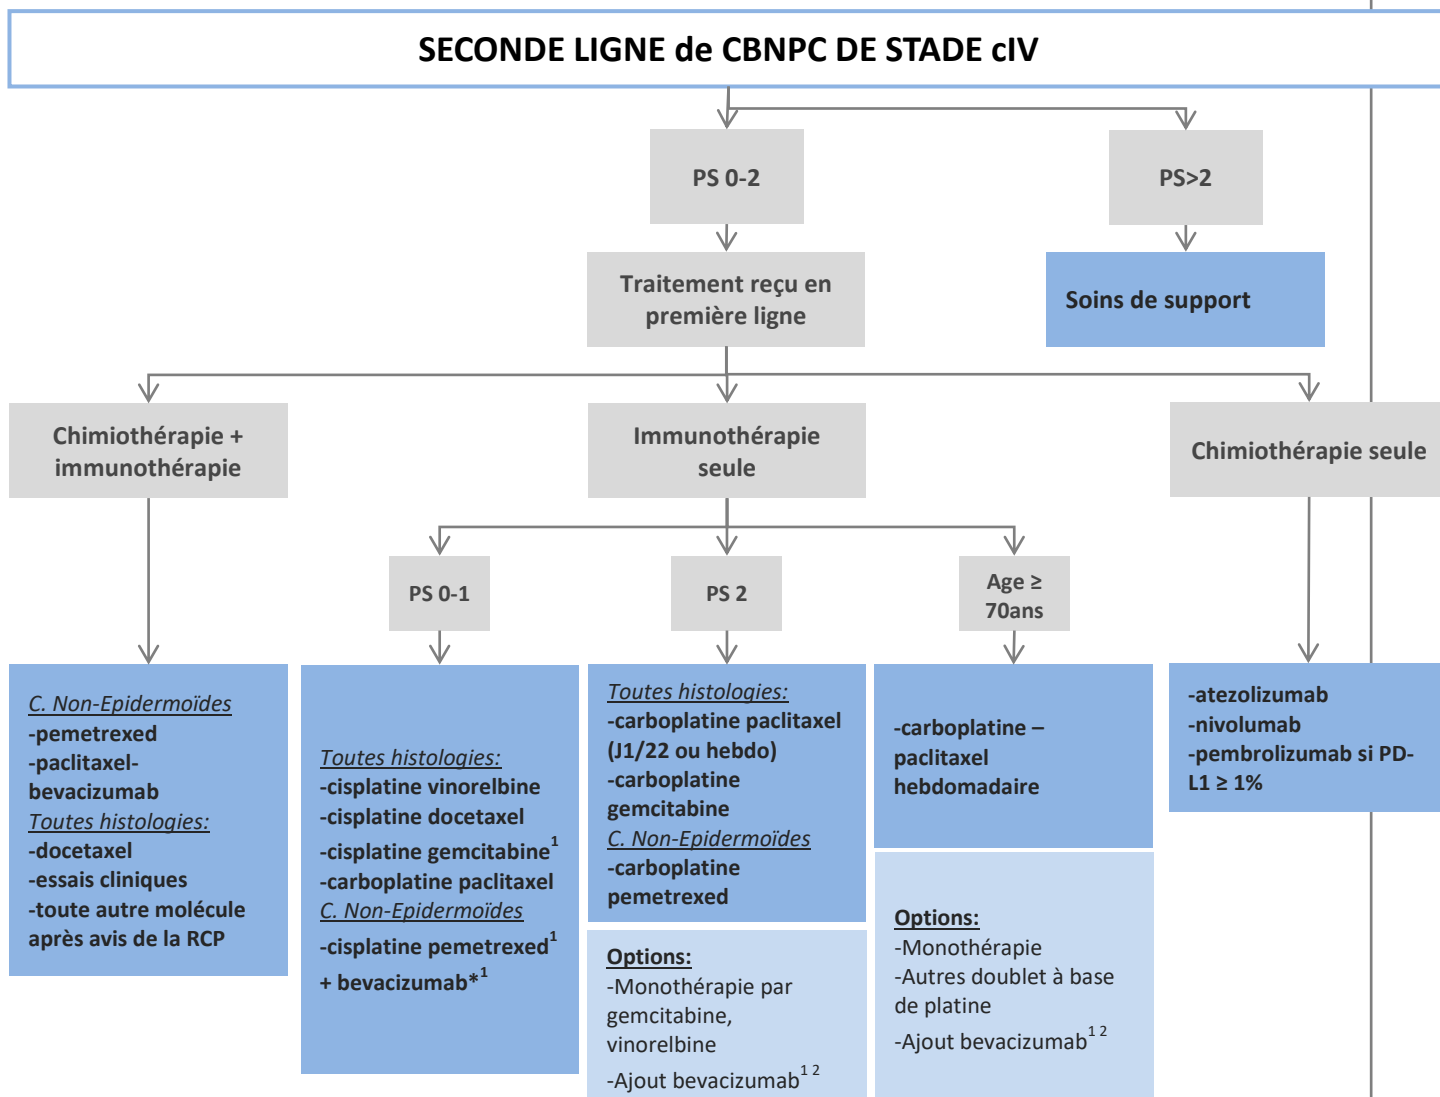 SECONDE LIGNE de CBNPC DE STADE cIV
PS 0-2
PS>2
Traitement reçu en
première ligne
Soins de support
Chimiothérapie +
immunothérapie
Immunothérapie
seule
Chimiothérapie seule
PS 0-1
PS 2
Age ≥
70ans
C. Non-Epidermoïdes
-pemetrexed
-paclitaxel-
bevacizumab
Toutes histologies:
-docetaxel
-essais cliniques
-toute autre molécule
après avis de la RCP
Toutes histologies:
-cisplatine vinorelbine
-cisplatine docetaxel
-cisplatine gemcitabine1
-carboplatine paclitaxel
C. Non-Epidermoïdes
-cisplatine pemetrexed1
+ bevacizumab*1
Toutes histologies:
-carboplatine paclitaxel
(J1/22 ou hebdo)
-carboplatine
gemcitabine
C. Non-Epidermoïdes
-carboplatine
pemetrexed
Options:
-Monothérapie par
gemcitabine,
vinorelbine
-Ajout bevacizumab1 2
-carboplatine –
paclitaxel
hebdomadaire
Options:
-Monothérapie
-Autres doublet à base
de platine
-Ajout bevacizumab1 2
-atezolizumab
-nivolumab
-pembrolizumab si PD-
L1 ≥ 1%